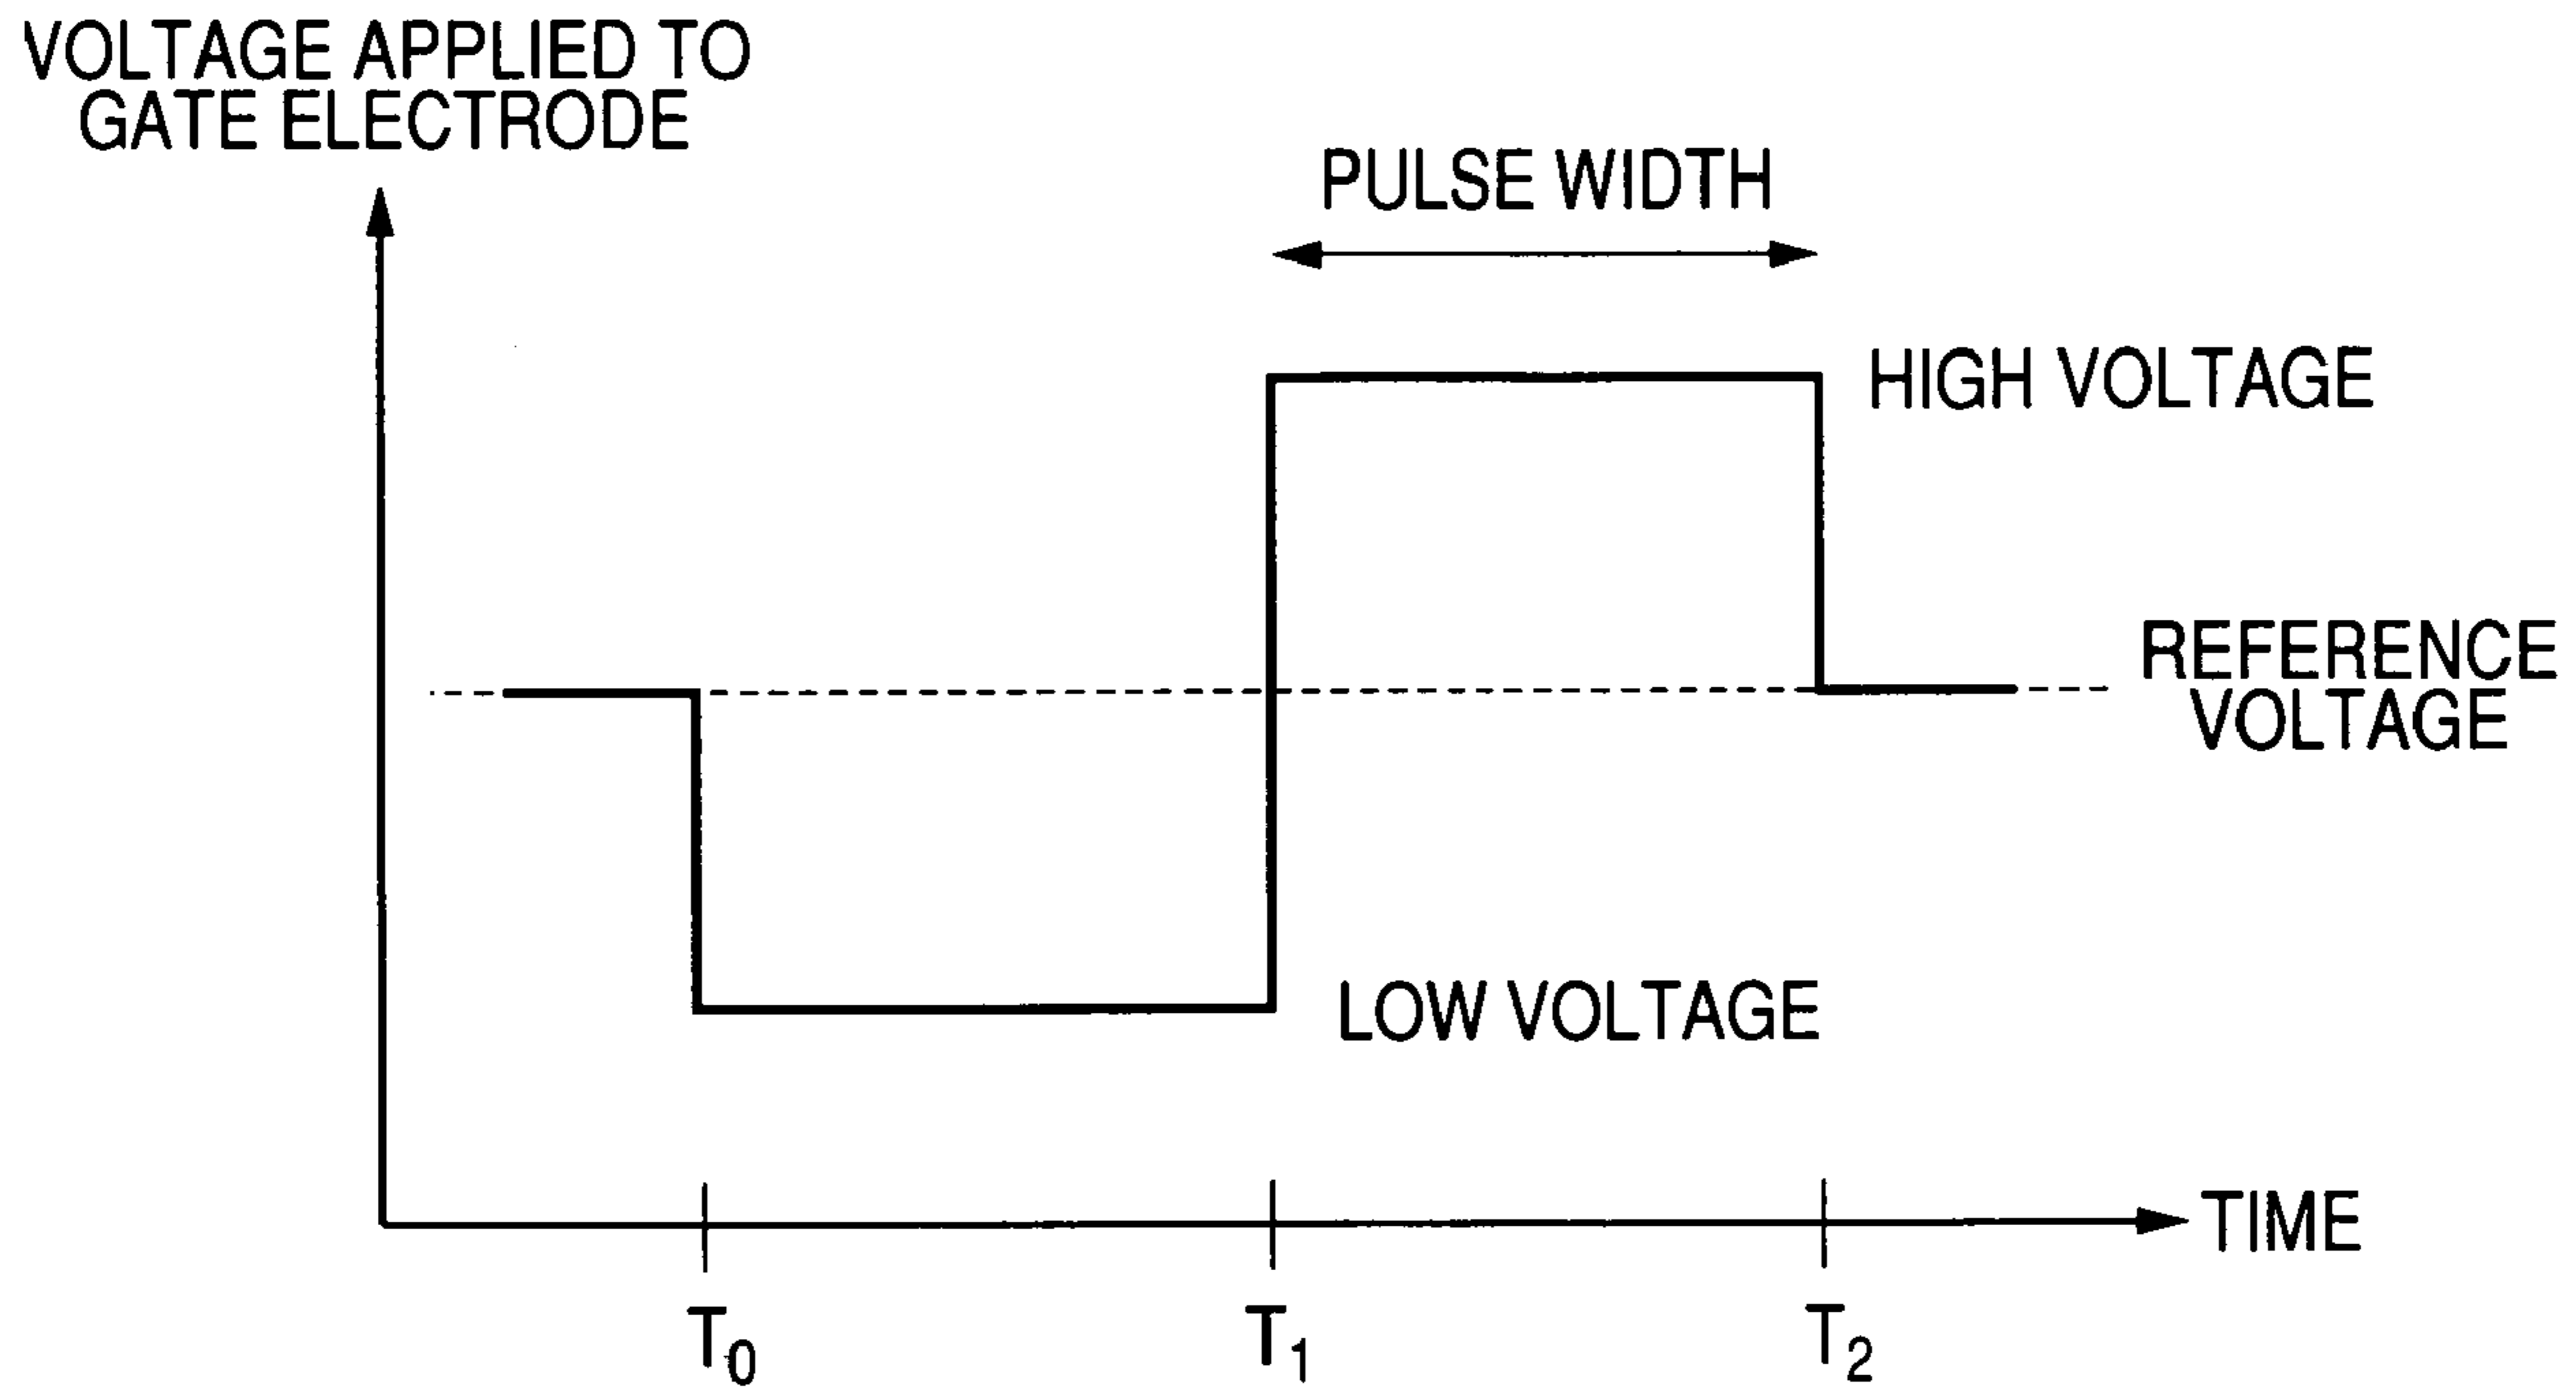 VOLTAGE APPLIED TO
GATE ELECTRODE
PULSE WIDTH
HIGH VOLTAGE
REFERENCE
VOLTAGE
LOW VOLTAGE
TIME
T0
T1
T2